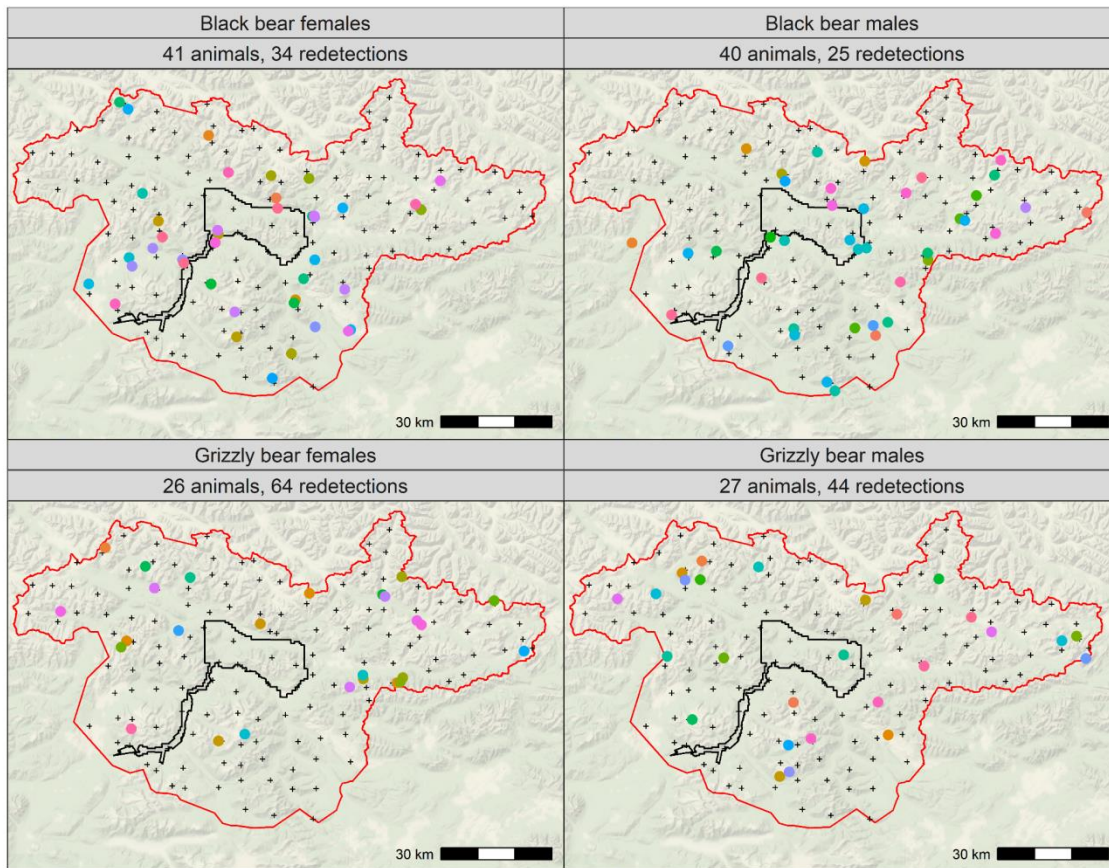 Black bear females
41 animals, 34 redetections
30 km
Black bear males
40 animals, 25 redetections
30 km
Grizzly bear females
26 animals, 64 redetections
30 km
Grizzly bear males
27 animals, 44 redetections
30 km